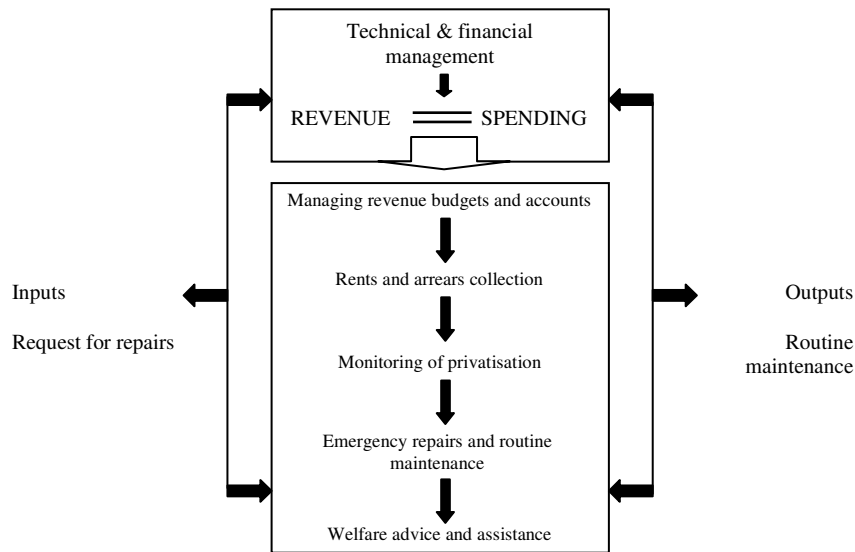 Technical & financial
management
REVENUE SPENDING
Managing revenue budgets and accounts
Rents and arrears collection
Inputs
Outputs
Request for repairs
Routine
maintenance
Monitoring of privatisation
Emergency repairs and routine
maintenance
Welfare advice and assistance